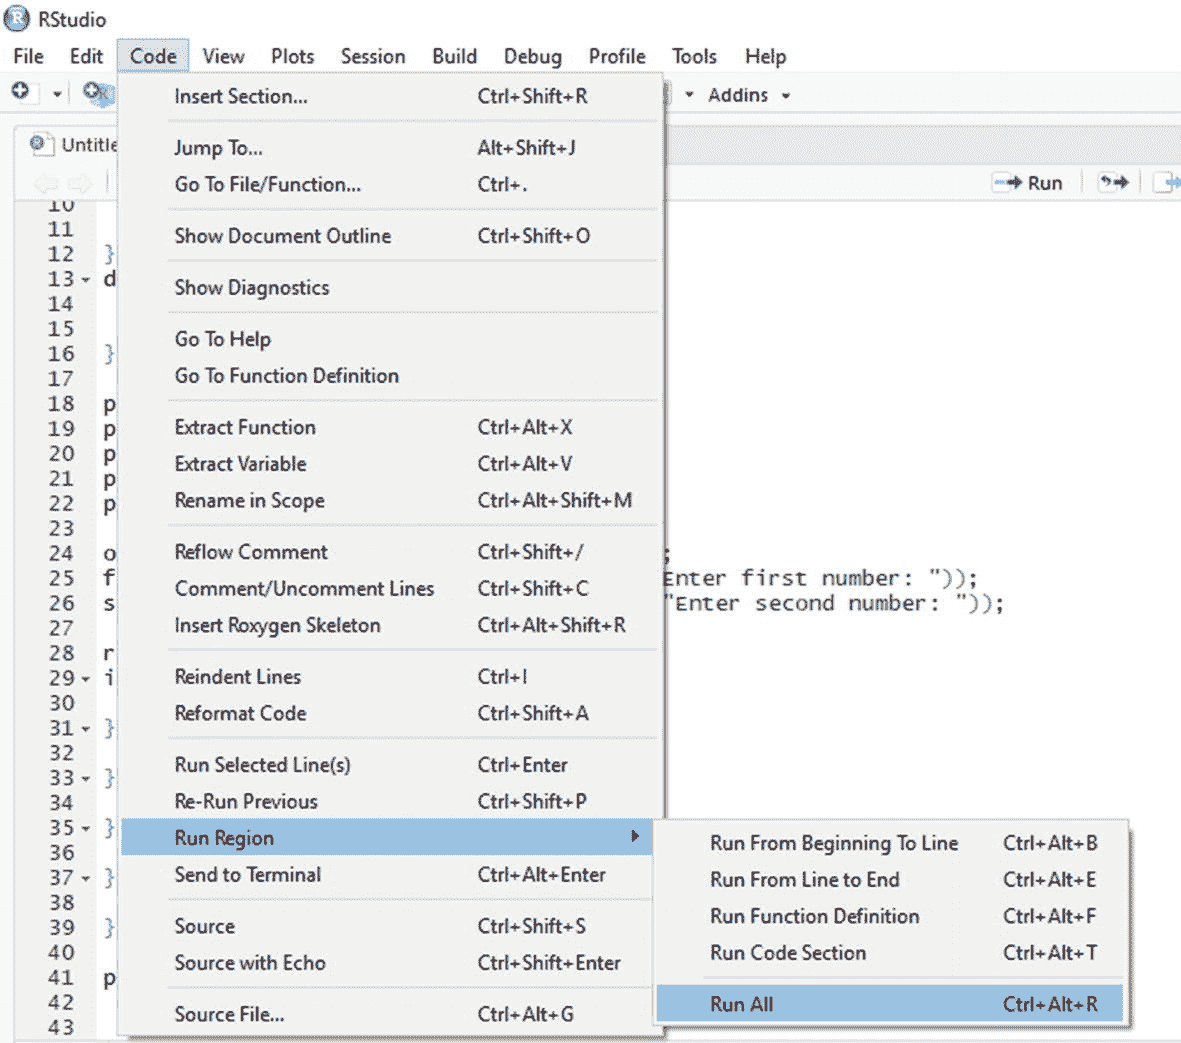 RStudio
File Edit Code View Plots Session Build Debug Profile Tools Help
Insert Section... Ctrl+Shift+R Addins
Jump To... Alt+Shift+J
Go To File/Function... Ctrl+. Run
10
11
Show Document Outline Ctrl+Shift+O
12 }
13 d
Show Diagnostics
14
15
Go To Help
16 }
Go To Function Definition
17
18 p
Extract Function Ctrl+Alt+X
19 p
20 p
Extract Variable Ctrl+Alt+V
21 p
Rename in Scope Ctrl+Alt+Shift+M
22 p
23
Reflow Comment Ctrl+Shift+/
24 o ;
25 f Enter first number: "));
Comment/Uncomment Lines Ctrl+Shift+C
26 s "Enter second number: "));
Insert Roxygen Skeleton Ctrl+Alt+Shift+R
27
28 r
Reindent Lines Ctrl+I
29 i
30
Reformat Code Ctrl+Shift+A
31 }
32
Run Selected Line(s) Ctrl+Enter
33 }
34
Re-Run Previous Ctrl+Shift+P
35 }
Run Region
36
Run From Beginning To Line Ctrl+Alt+B
37 }
Send to Terminal Ctrl+Alt+Enter
Run From Line to End Ctrl+Alt+E
38
Run Function Definition Ctrl+Alt+F
39 }
Source Ctrl+Shift+S
40
Run Code Section Ctrl+Alt+T
Source with Echo Ctrl+Shift+Enter
41 p
42
Run All Ctrl+Alt+R
Source File... Ctrl+Alt+G
43